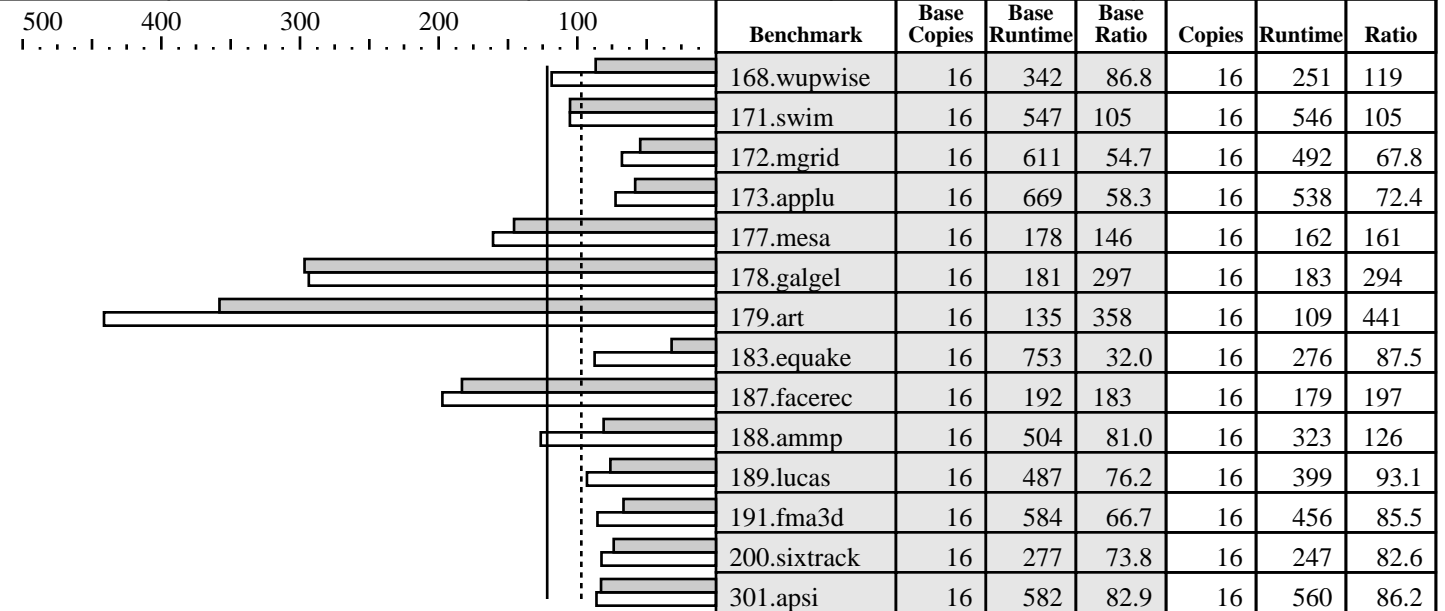 500 400 300 200 100
Benchmark Base Copies Base Runtime Base Ratio Copies Runtime Ratio
168.wupwise 16 342 86.8 16 251 119
171.swim 16 547 105 16 546 105
172.mgrid 16 611 54.7 16 492 67.8
173.applu 16 669 58.3 16 538 72.4
177.mesa 16 178 146 16 162 161
178.galgel 16 181 297 16 183 294
179.art 16 135 358 16 109 441
183.equake 16 753 32.0 16 276 87.5
187.facerec 16 192 183 16 179 197
188.ammp 16 504 81.0 16 323 126
189.lucas 16 487 76.2 16 399 93.1
191.fma3d 16 584 66.7 16 456 85.5
200.sixtrack 16 277 73.8 16 247 82.6
301.apsi 16 582 82.9 16 560 86.2